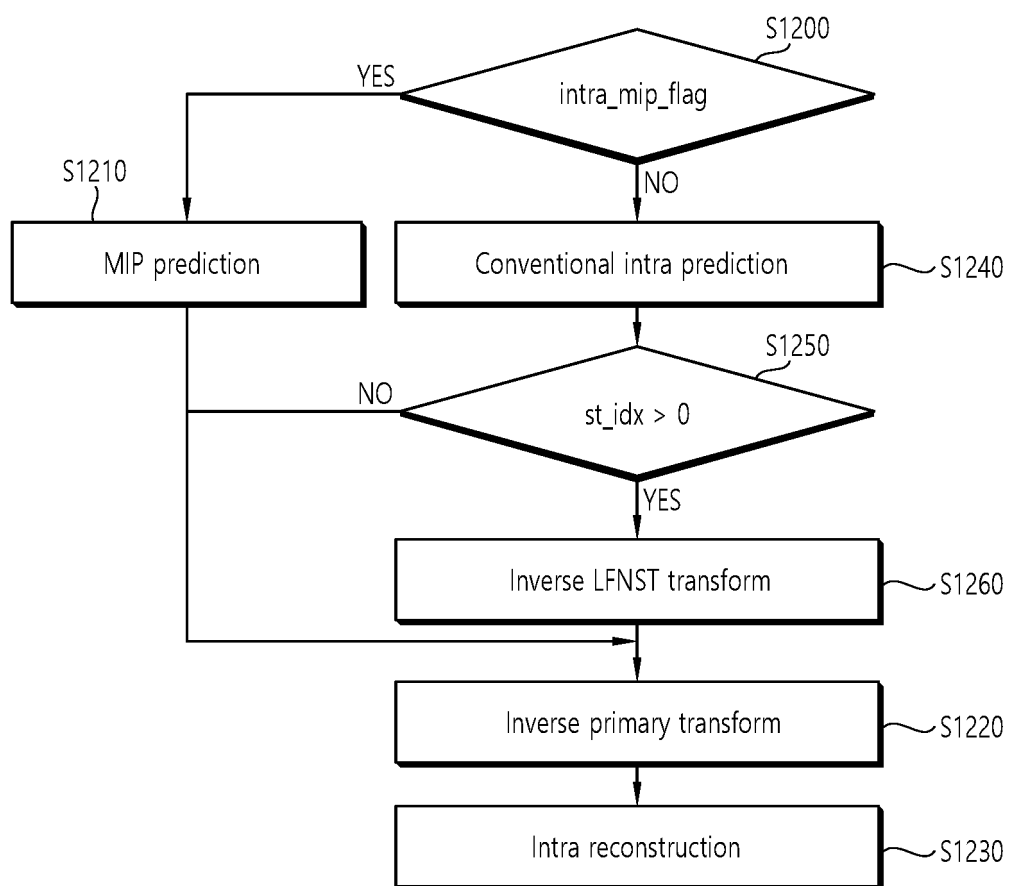 S1200
YES
intra_mip_flag
S1210
NO
MIP prediction
Conventional intra prediction
S1240
S1250
NO
st_idx > 0
YES
Inverse LFNST transform
S1260
Inverse primary transform
S1220
Intra reconstruction
S1230